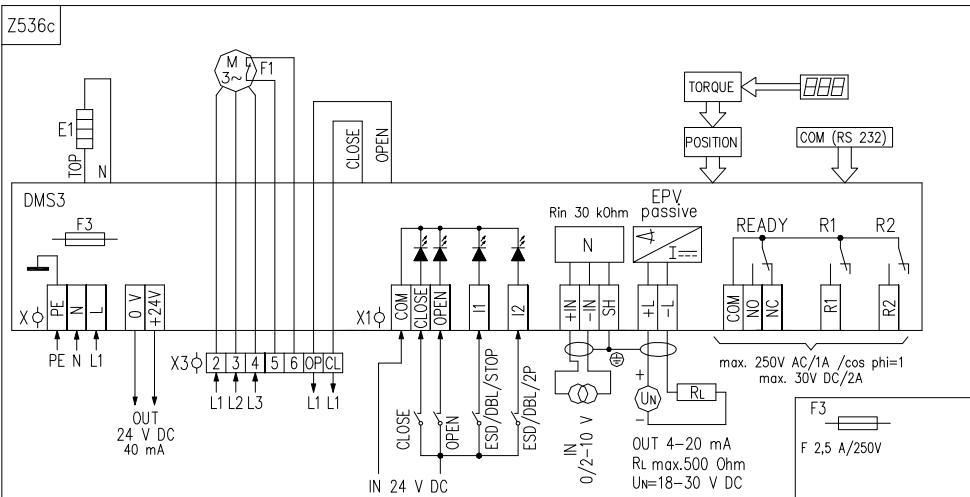 Z536c
M
3~
F1
E1
TOP
N
CLOSE
OPEN
TORQUE
POSITION
COM (RS 232)
DMS3
F3
Rin 30 kOhm
N
EPV
passive
I
READY
R1
R2
X
PE
N
L
0 V
+24V
X1
COM
CLOSE
OPEN
I1
I2
+IN
-IN
SH
+L
-L
COM
NO
NC
R1
R2
PE N L1
X3
2 3 4 5 6 OP CL
L1 L2 L3
L1 L1
OUT
24 V DC
40 mA
CLOSE
OPEN
ESD/DBL/STOP
ESD/DBL/2P
IN 24 V DC
IN
0/2-10 V
+
UN
-
RL
OUT 4-20 mA
RL max.500 Ohm
UN=18-30 V DC
max. 250V AC/1A /cos phi=1
max. 30V DC/2A
F3
F 2,5 A/250V